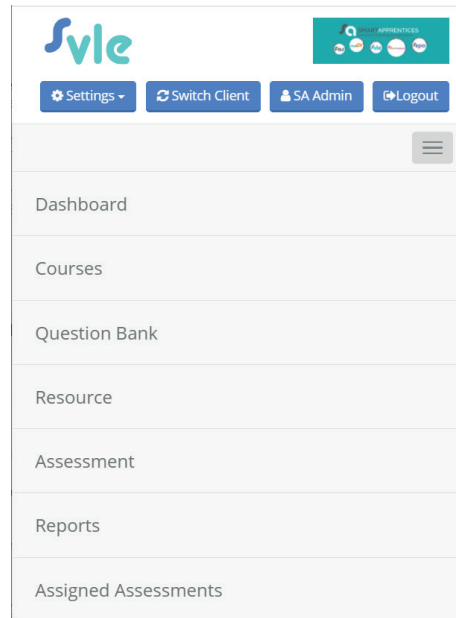 Svle
SMART APPRENTICES
Settings
Switch Client
SA Admin
Logout
Dashboard
Courses
Question Bank
Resource
Assessment
Reports
Assigned Assessments